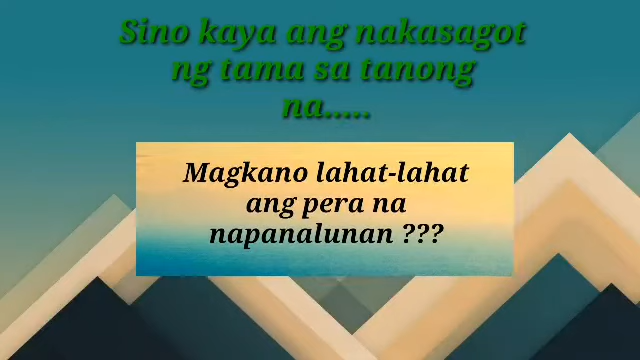 Sino kaya ang nakasagot
ng tama sa tanong
na.....
Magkano lahat-lahat
ang pera na
napanalunan ???